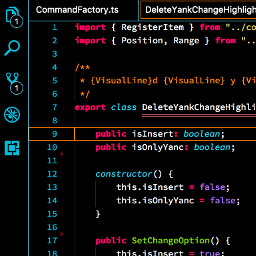 CommandFactory.ts DeleteYankChangeHighligh
1 import { RegisterItem } from "../co
2 import { Position, Range } from "..
3
4 /**
5 * {VisualLine}d {VisualLine} y {Vi
6 */
7 export class DeleteYankChangeHighli
8
9 public isInsert: boolean;
10 public isOnlyYanc: boolean;
11
12 constructor() {
13 this.isInsert = false;
14 this.isOnlyYanc = false;
15 }
16
17 public SetChangeOption() {
18 this.isInsert = true;